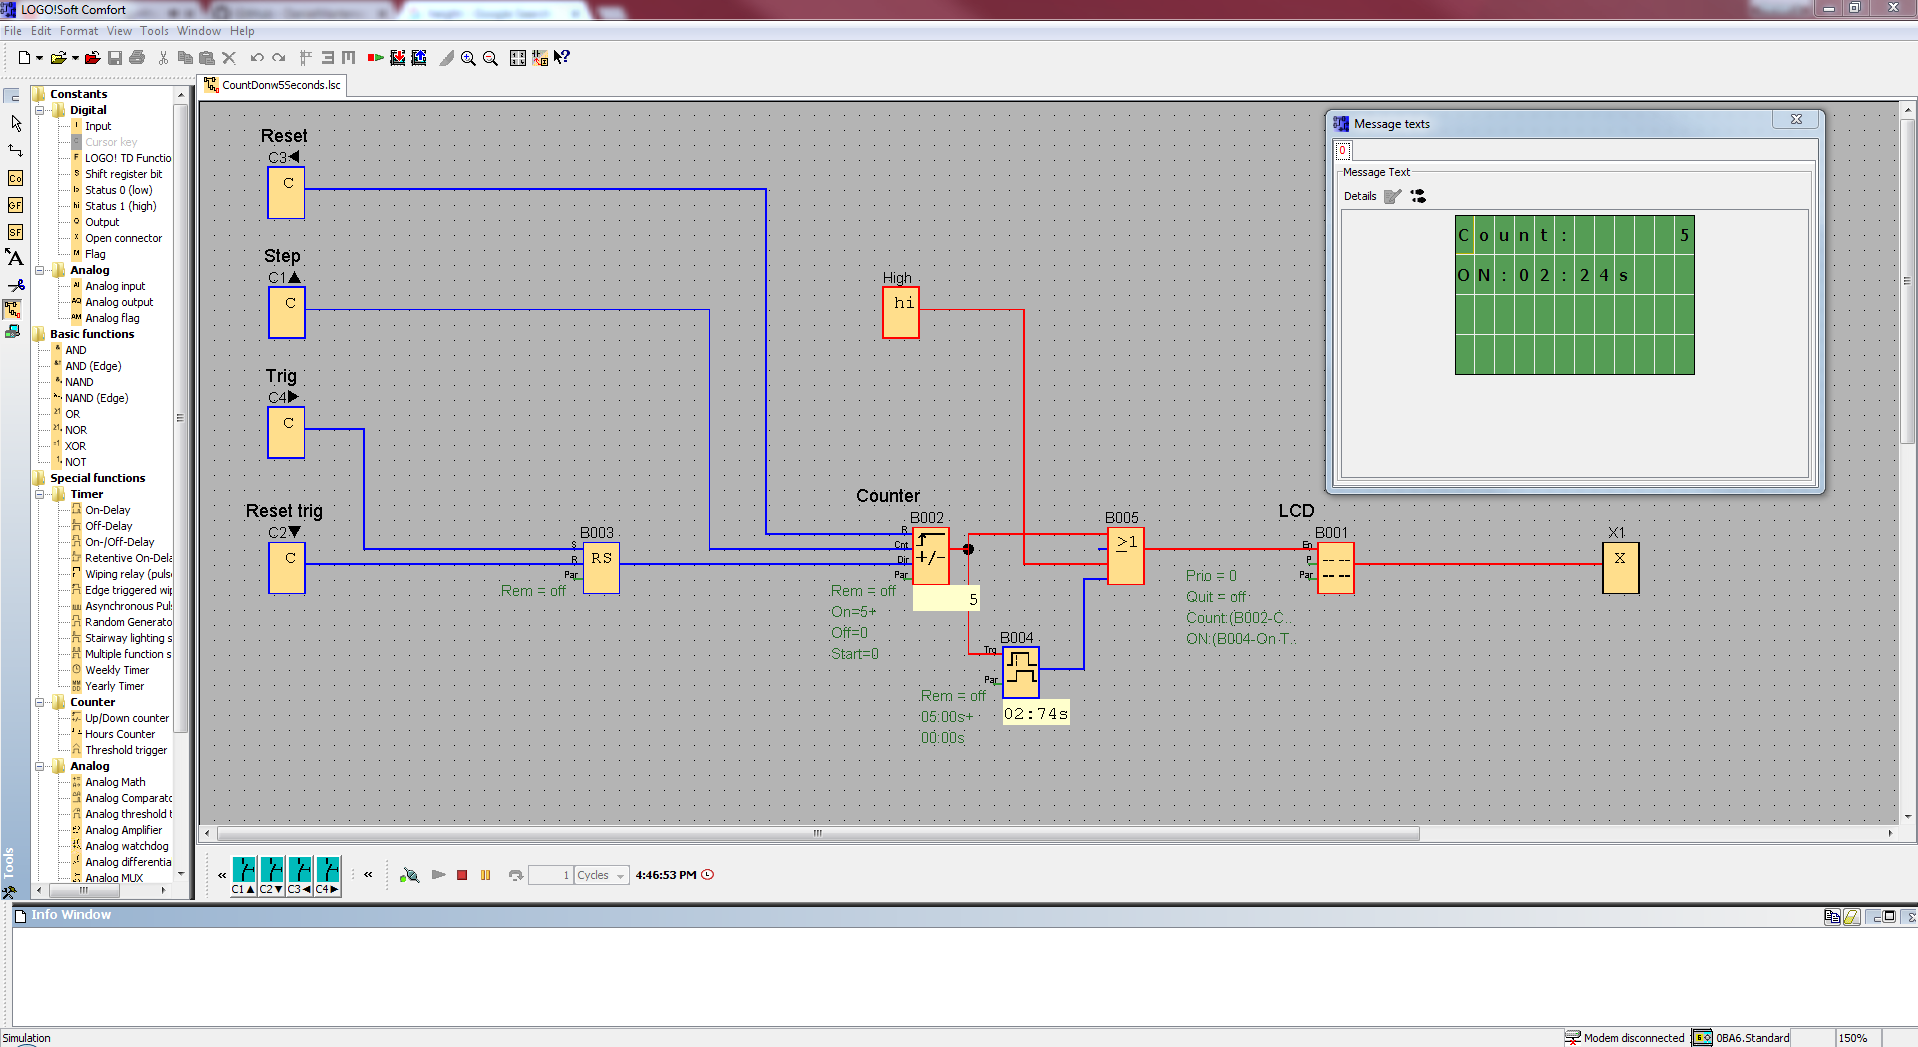 LOGO!Soft Comfort
File Edit Format View Tools Window Help
CountDonw5Seconds.lsc
Constants
Digital
Input
Cursor key
LOGO! TD Functio
Shift register bit
Status 0 (low)
Status 1 (high)
Output
Open connector
Flag
Analog
Analog input
Analog output
Analog flag
Basic functions
AND
AND (Edge)
NAND
NAND (Edge)
OR
NOR
XOR
NOT
Special functions
Timer
On-Delay
Off-Delay
On-/Off-Delay
Retentive On-Dela
Wiping relay (puls
Edge triggered wip
Asynchronous Puls
Random Generato
Stairway lighting s
Multiple function s
Weekly Timer
Yearly Timer
Counter
Up/Down counter
Hours Counter
Threshold trigger
Analog
Analog Math
Analog Comparato
Analog threshold t
Analog Amplifier
Analog watchdog
Analog differentia
Analog MUX
Tools
Reset
C3◀
C
Step
C1▲
C
Trig
C4▶
C
Reset trig
C2▼
C
B003
S
R
Par
RS
Rem = off
High
hi
Counter
B002
R
Cnt
Dir
Par
+/-
Rem = off
On=5+
Off=0
Start=0
5
B004
Trg
Par
Rem = off
05:00s+
00:00s
02:74s
B005
≥1
LCD
B001
En
P
Par
Prio = 0
Quit = off
Count:(B002-C..
ON:(B004-On T..
X1
X
Message texts
0
Message Text
Details
Count: 5
ON:02:24s
C1▲ C2▼ C3◀ C4▶
1 Cycles
4:46:53 PM
Info Window
Simulation
Modem disconnected
0BA6.Standard
150%